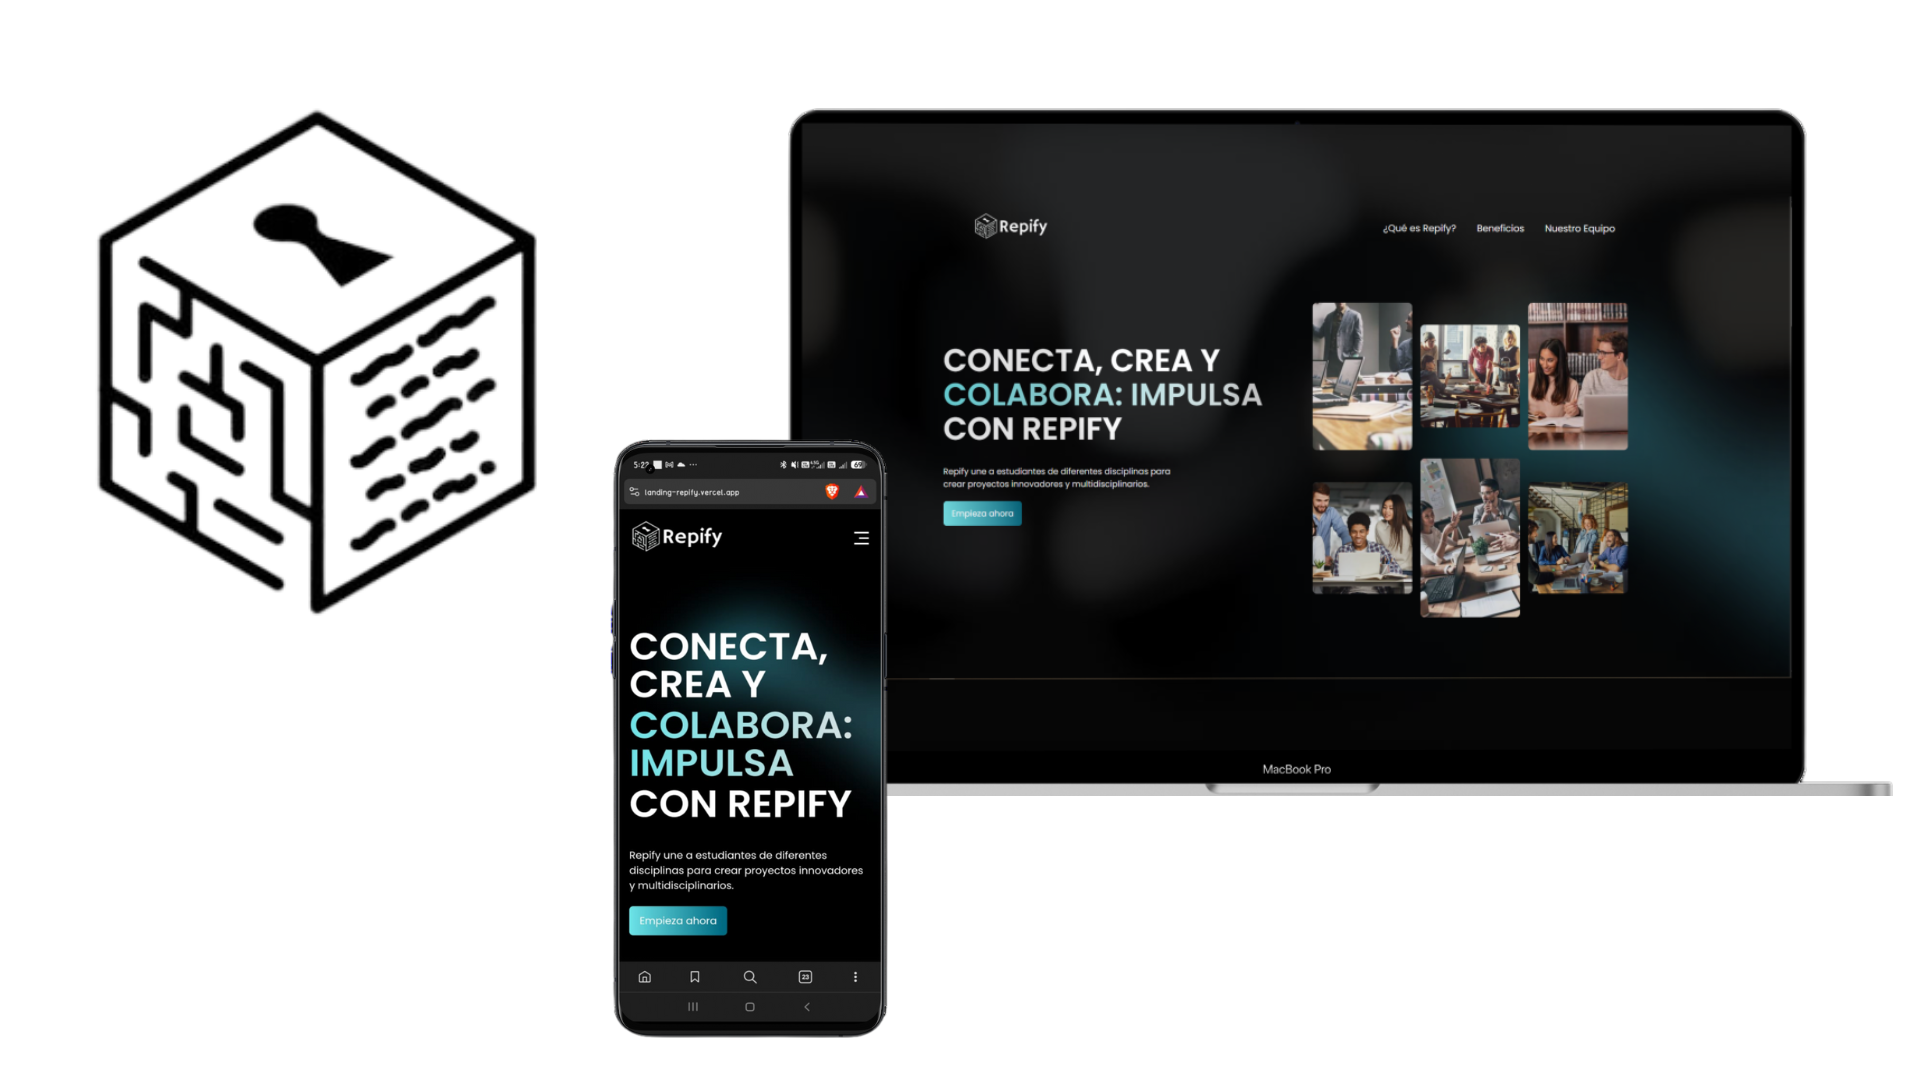 Repify
¿Qué es Repify?
Beneficios
Nuestro Equipo
CONECTA, CREA Y
COLABORA: IMPULSA
CON REPIFY
Repify une a estudiantes de diferentes disciplinas para
crear proyectos innovadores y multidisciplinarios.
Empieza ahora
MacBook Pro
landing-repify.vercel.app
Repify
CONECTA,
CREA Y
COLABORA:
IMPULSA
CON REPIFY
Repify une a estudiantes de diferentes
disciplinas para crear proyectos innovadores
y multidisciplinarios.
Empieza ahora
23